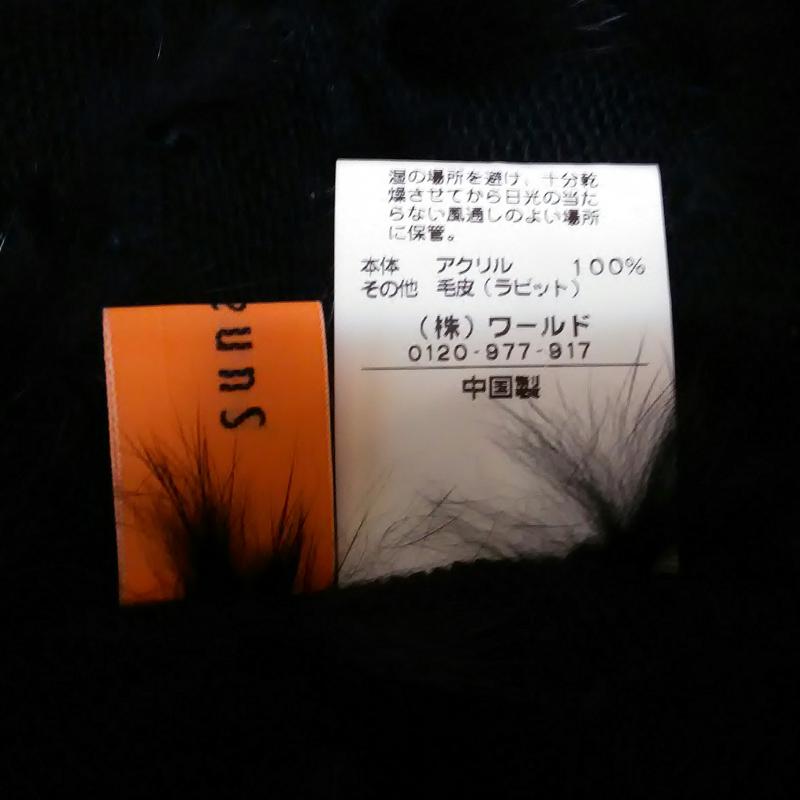 湿の場所を避け、十分乾
燥させてから日光の当た
らない風通しのよい場所
に保管。
本体 アクリル 100%
その他 毛皮(ラビット)
(株)ワールド
0120-977-917
中国製
Suna